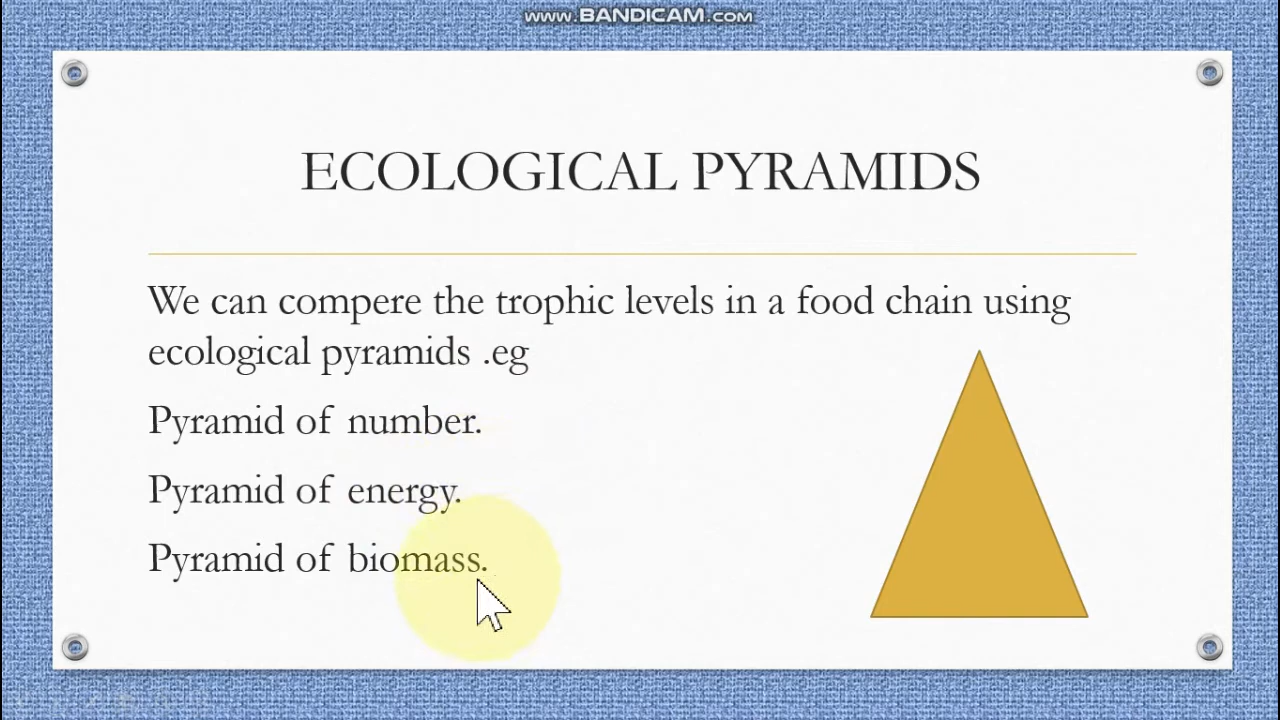 www.BANDICAM.com
ECOLOGICAL PYRAMIDS
We can compere the trophic levels in a food chain using
ecological pyramids .eg
Pyramid of number.
Pyramid of energy.
Pyramid of biomass.